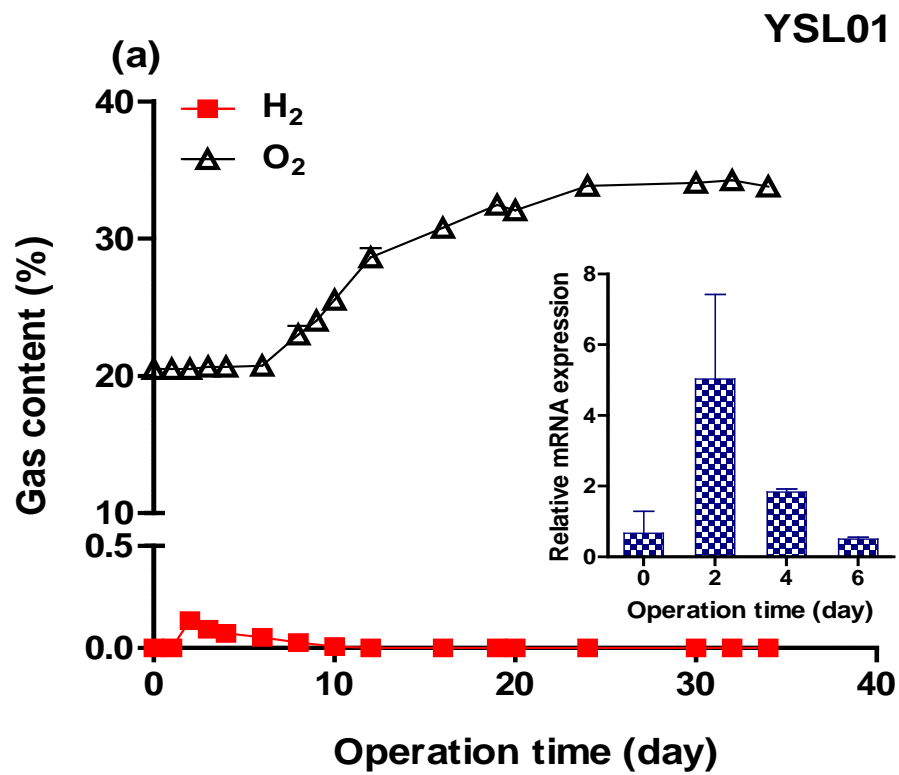 YSL01
(a)
H₂
O₂
Gas content (%)
40
30
20
10
0.5
0.0
0 10 20 30 40
Operation time (day)
Relative mRNA expression
8
6
4
2
0
0 2 4 6
Operation time (day)